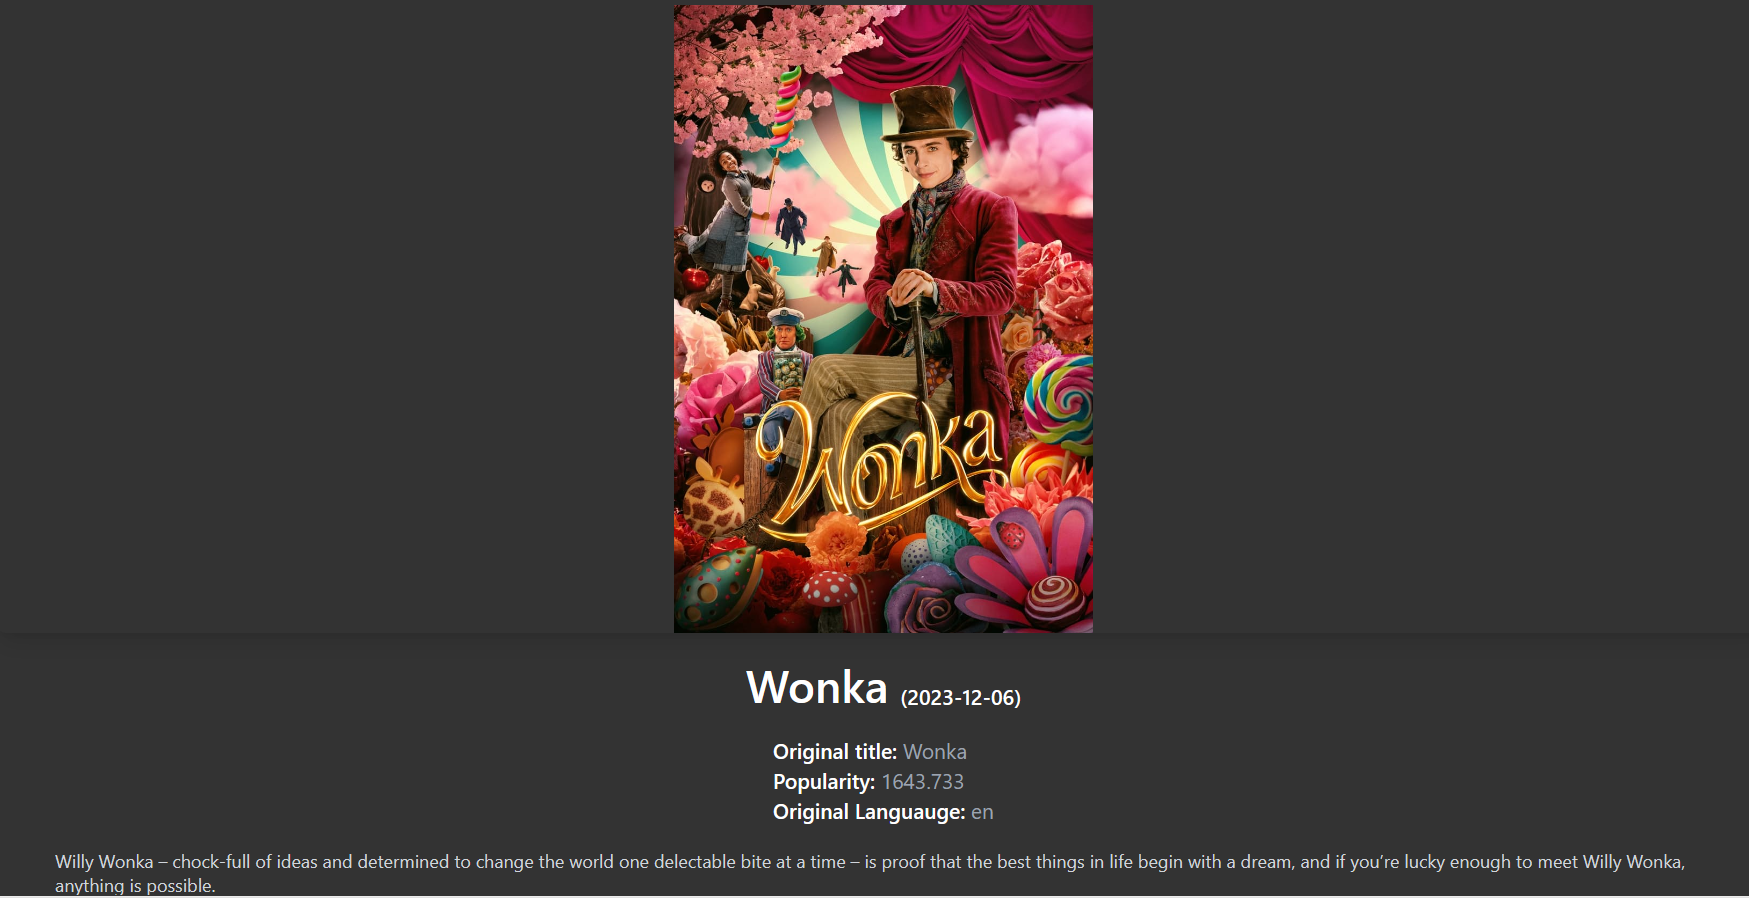 Wonka
Wonka (2023-12-06)
Original title: Wonka
Popularity: 1643.733
Original Languauge: en
Willy Wonka – chock-full of ideas and determined to change the world one delectable bite at a time – is proof that the best things in life begin with a dream, and if you’re lucky enough to meet Willy Wonka,
anything is possible.